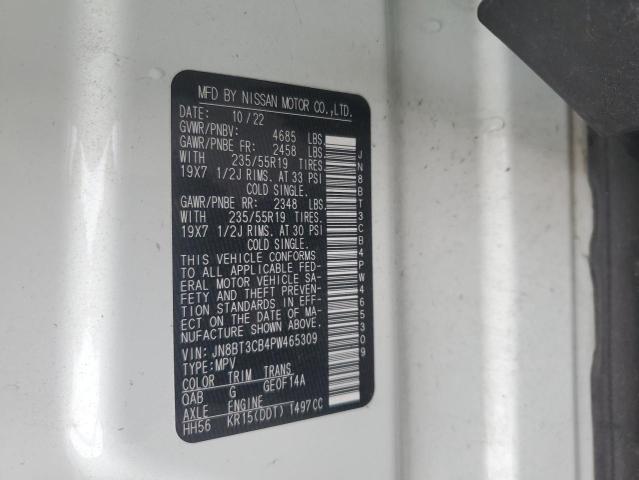 MFD BY NISSAN MOTOR CO.,LTD.
DATE: 10/22
GVWR/PNBV: 4685 LBS
GAWR/PNBE FR: 2458 LBS.
WITH 235/55R19 TIRES.
19X7 1/2J RIMS. AT 33 PSI
COLD SINGLE.
GAWR/PNBE RR: 2348 LBS.
WITH 235/55R19 TIRES.
19X7 1/2J RIMS. AT 30 PSI
COLD SINGLE.
THIS VEHICLE CONFORMS
TO ALL APPLICABLE FED-
ERAL MOTOR VEHICLE SA-
FETY AND THEFT PREVEN-
TION STANDARDS IN EFF-
ECT ON THE DATE OF MA-
NUFACTURE SHOWN ABOVE.
VIN: JN8BT3CB4PW465309
TYPE: MPV
COLOR TRIM TRANS
QAB G GE0F14A
AXLE ENGINE
HH56 KR15(DDT) 1497CC
JN8BT3CB4PW465309